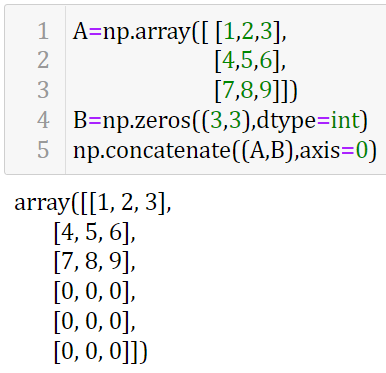 1 A=np.array([ [1,2,3],
2 [4,5,6],
3 [7,8,9]])
4 B=np.zeros((3,3),dtype=int)
5 np.concatenate((A,B),axis=0)
array([[1, 2, 3],
[4, 5, 6],
[7, 8, 9],
[0, 0, 0],
[0, 0, 0],
[0, 0, 0]])